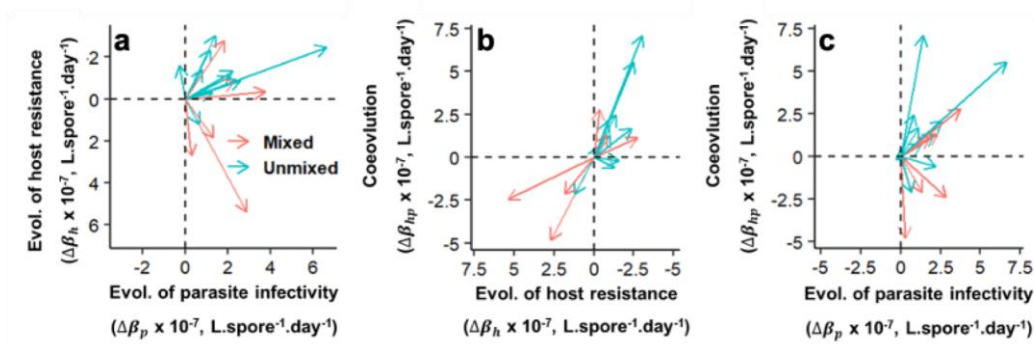 a
Evol. of host resistance
(Δβh x 10⁻⁷, L.spore⁻¹.day⁻¹)
-2
0
2
4
6
Mixed
Unmixed
-2 0 2 4 6
Evol. of parasite infectivity
(Δβp x 10⁻⁷, L.spore⁻¹.day⁻¹)
b
Coeovlution
(Δβhp x 10⁻⁷, L.spore⁻¹.day⁻¹)
7.5
5
2.5
0
-2.5
-5
7.5 5 2.5 0 -2.5 -5
Evol. of host resistance
(Δβh x 10⁻⁷, L.spore⁻¹.day⁻¹)
c
Coeovlution
(Δβhp x 10⁻⁷, L.spore⁻¹.day⁻¹)
7.5
5
2.5
0
-2.5
-5
-5 -2.5 0 2.5 5 7.5
Evol. of parasite infectivity
(Δβp x 10⁻⁷, L.spore⁻¹.day⁻¹)